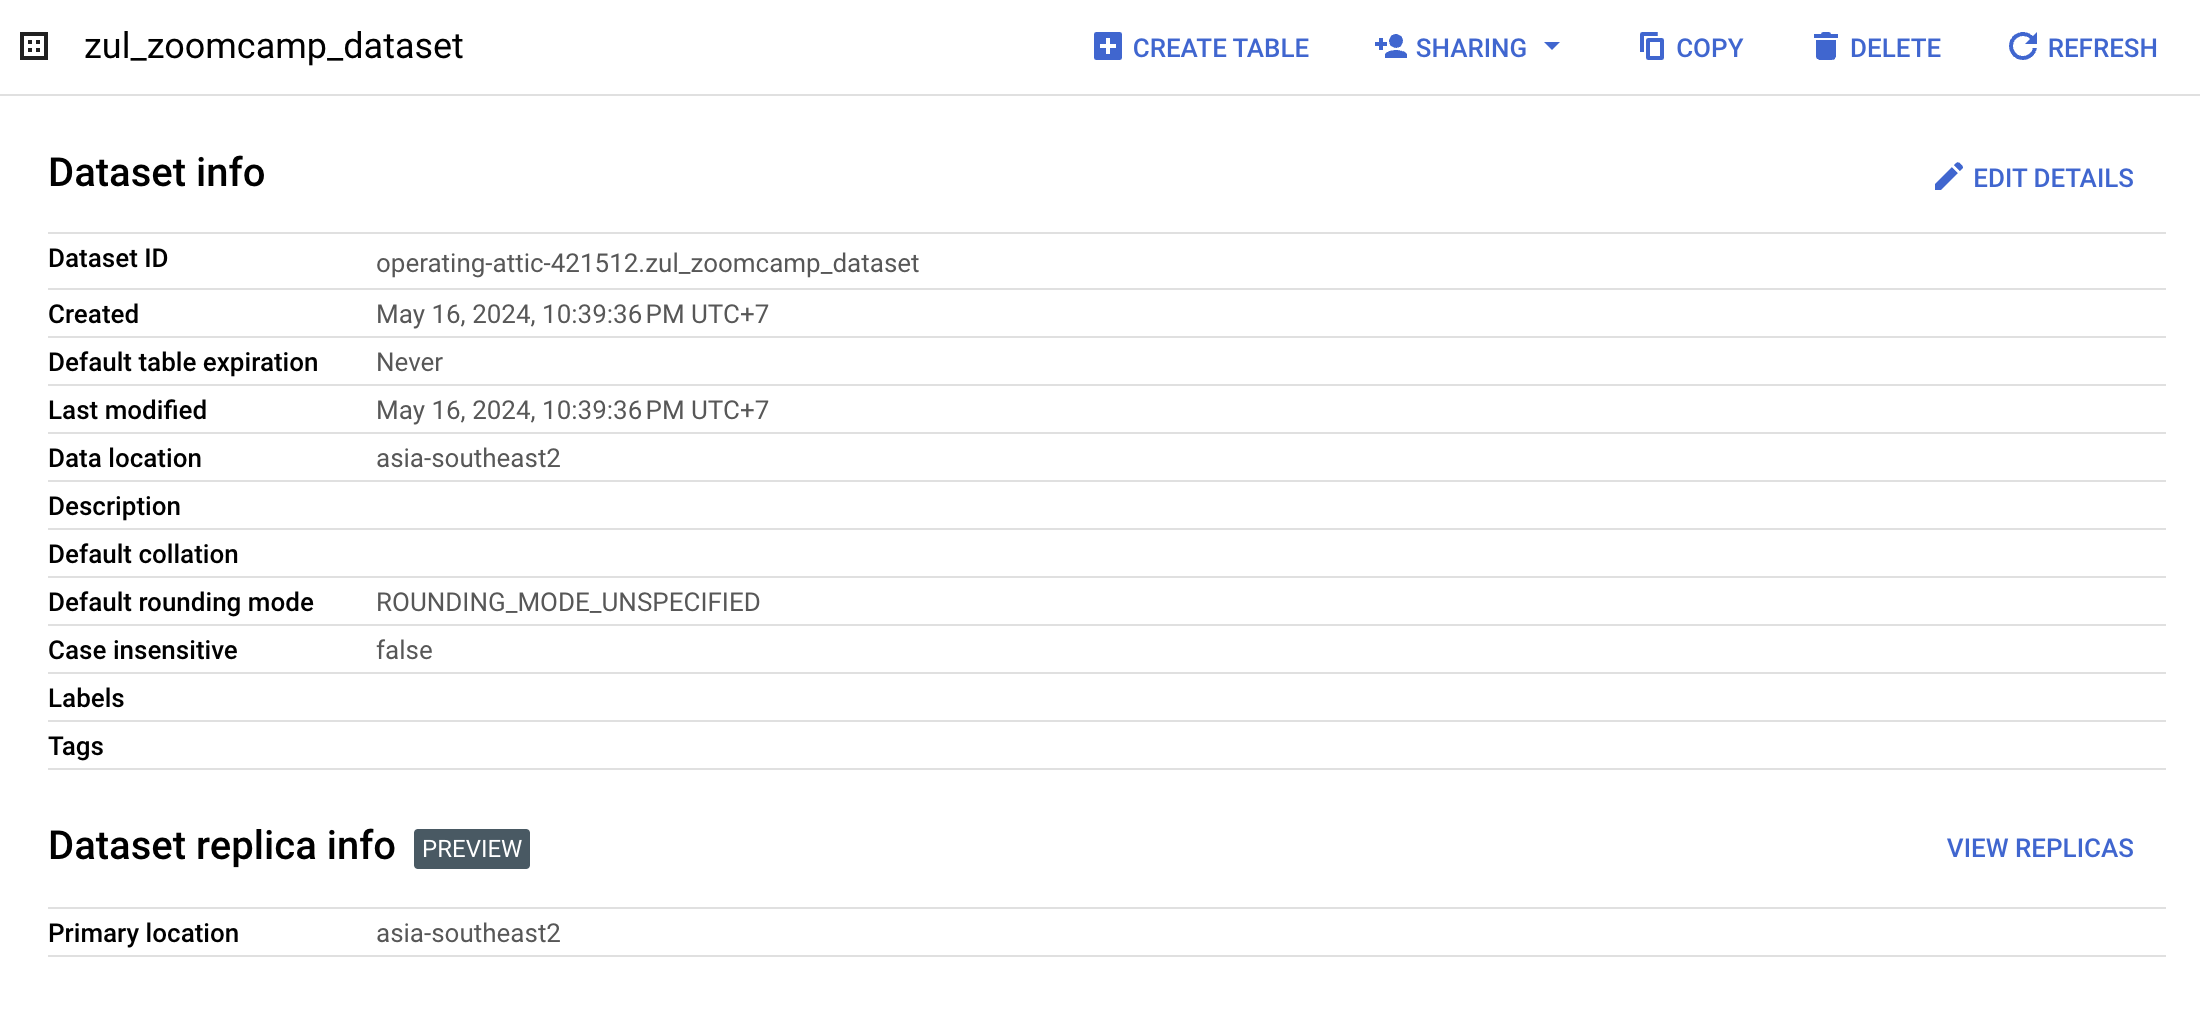 zul_zoomcamp_dataset CREATE TABLE SHARING COPY DELETE REFRESH
Dataset info EDIT DETAILS
Dataset ID operating-attic-421512.zul_zoomcamp_dataset
Created May 16, 2024, 10:39:36 PM UTC+7
Default table expiration Never
Last modified May 16, 2024, 10:39:36 PM UTC+7
Data location asia-southeast2
Description
Default collation
Default rounding mode ROUNDING_MODE_UNSPECIFIED
Case insensitive false
Labels
Tags
Dataset replica info PREVIEW VIEW REPLICAS
Primary location asia-southeast2